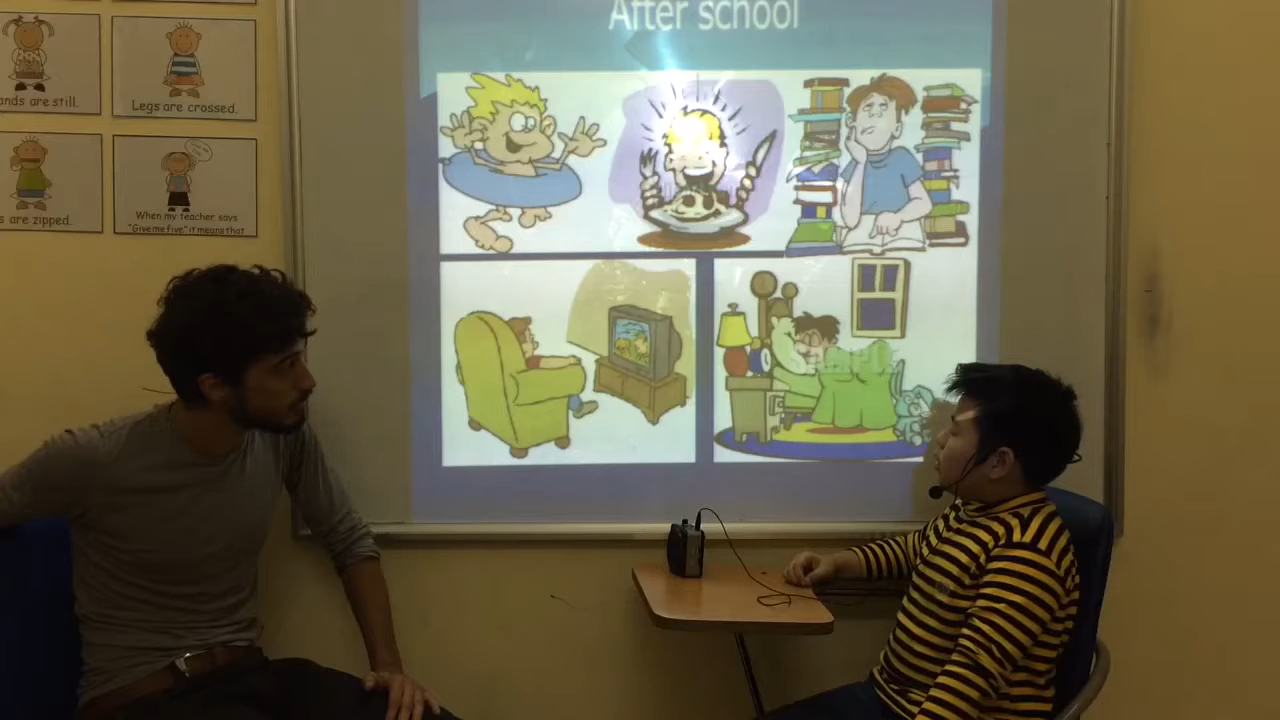 After school
ands are still.
Legs are crossed.
s are zipped.
When my teacher says
"Give me five," it means that